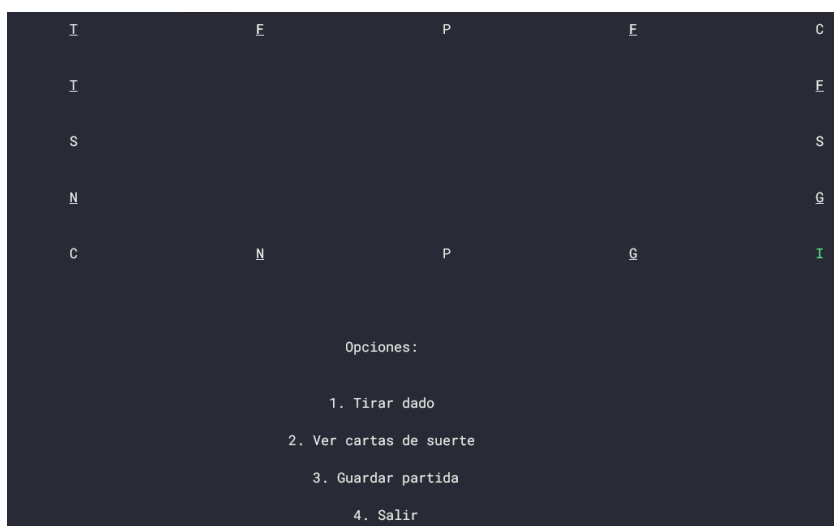 T F P F C
T F
S S
N G
C N P G I
Opciones:
1. Tirar dado
2. Ver cartas de suerte
3. Guardar partida
4. Salir